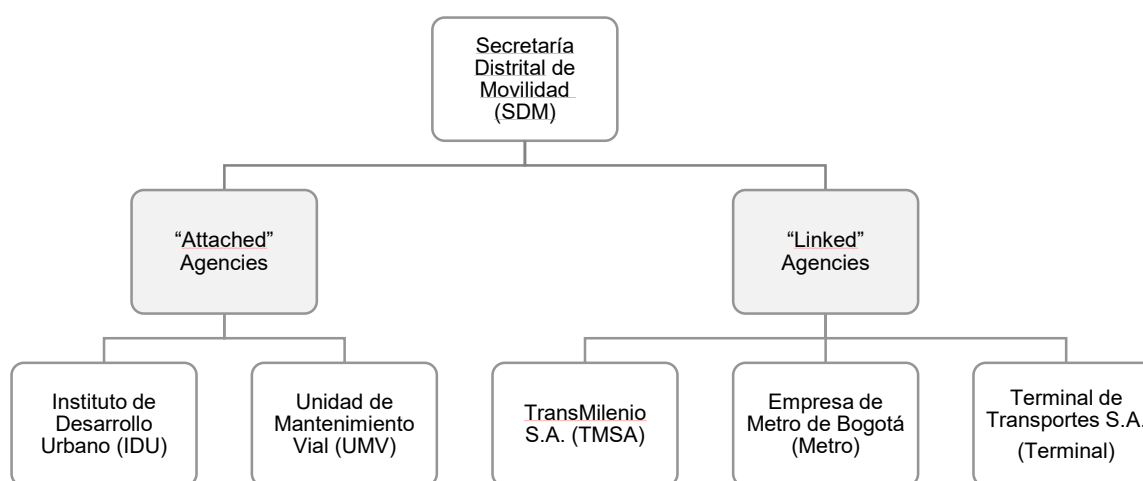 Secretaría
Distrital de
Movilidad
(SDM)
“Attached”
Agencies
“Linked”
Agencies
Instituto de
Desarrollo
Urbano (IDU)
Unidad de
Mantenimiento
Vial (UMV)
TransMilenio
S.A. (TMSA)
Empresa de
Metro de Bogotá
(Metro)
Terminal de
Transportes S.A.
(Terminal)